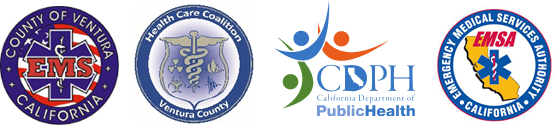 COUNTY OF VENTURA
EMS
CALIFORNIA
Health Care Coalition
Ventura County
CDPH
California Department of
PublicHealth
EMERGENCY MEDICAL SERVICES AUTHORITY
EMSA
CALIFORNIA